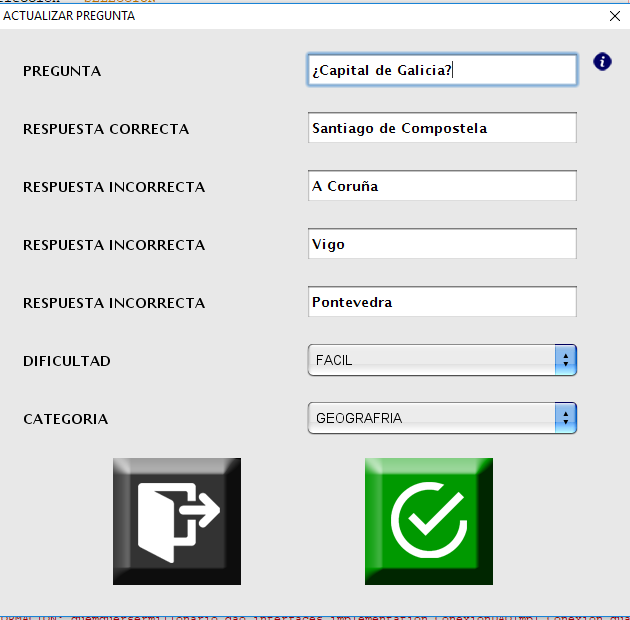 ACTUALIZAR PREGUNTA
PREGUNTA
¿Capital de Galicia?
i
RESPUESTA CORRECTA
Santiago de Compostela
RESPUESTA INCORRECTA
A Coruña
RESPUESTA INCORRECTA
Vigo
RESPUESTA INCORRECTA
Pontevedra
DIFICULTAD
FACIL
CATEGORIA
GEOGRAFRIA